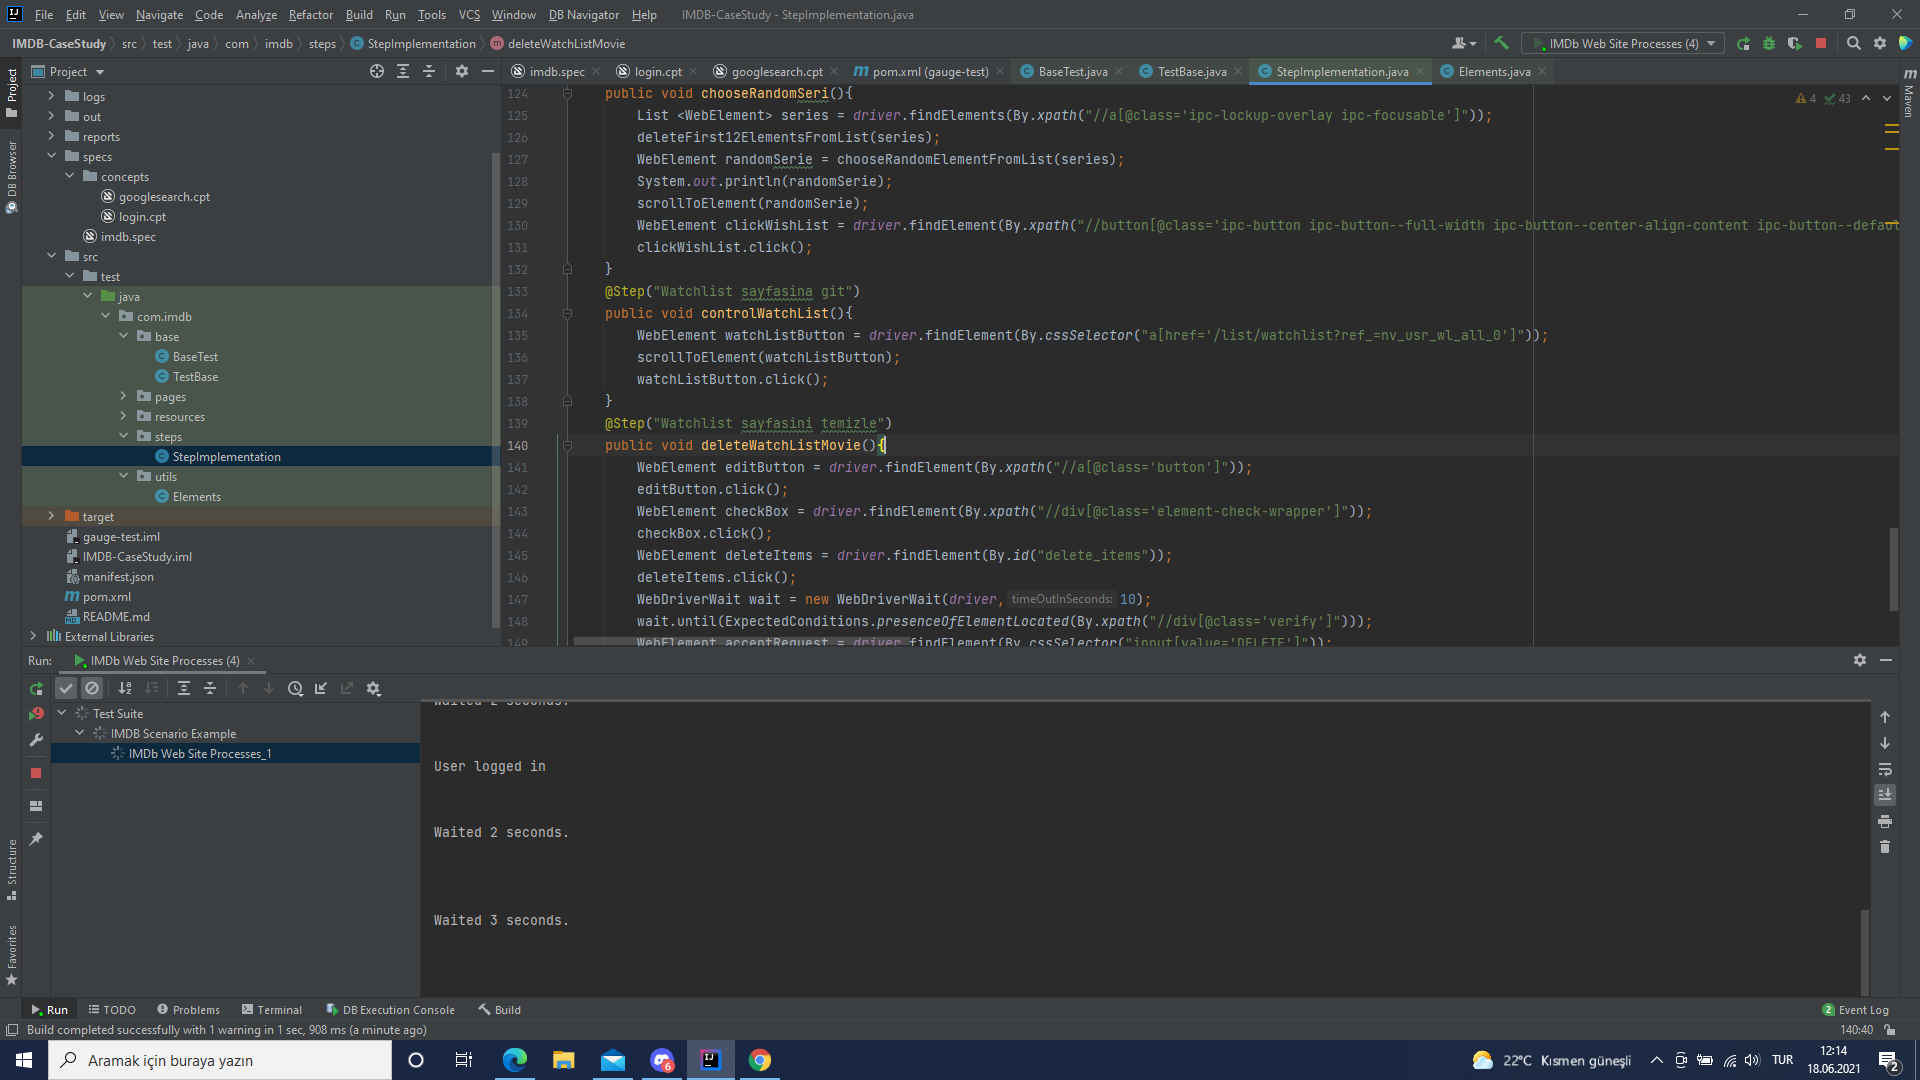 File Edit View Navigate Code Analyze Refactor Build Run Tools VCS Window DB Navigator Help IMDB-CaseStudy - StepImplementation.java
IMDB-CaseStudy src test java com imdb steps StepImplementation deleteWatchListMovie
IMDb Web Site Processes (4)
Project
imdb.spec login.cpt googlesearch.cpt pom.xml (gauge-test) BaseTest.java TestBase.java StepImplementation.java Elements.java
Project
DB Browser
Structure
Favorites
Maven
logs
out
reports
specs
concepts
googlesearch.cpt
login.cpt
imdb.spec
src
test
java
com.imdb
base
BaseTest
TestBase
pages
resources
steps
StepImplementation
utils
Elements
target
gauge-test.iml
IMDB-CaseStudy.iml
manifest.json
pom.xml
README.md
External Libraries
4 43
124 public void chooseRandomSeri(){
125 List <WebElement> series = driver.findElements(By.xpath("//a[@class='ipc-lockup-overlay ipc-focusable']"));
126 deleteFirst12ElementsFromList(series);
127 WebElement randomSerie = chooseRandomElementFromList(series);
128 System.out.println(randomSerie);
129 scrollToElement(randomSerie);
130 WebElement clickWishList = driver.findElement(By.xpath("//button[@class='ipc-button ipc-button--full-width ipc-button--center-align-content ipc-button--defau
131 clickWishList.click();
132 }
133 @Step("Watchlist sayfasina git")
134 public void controlWatchList(){
135 WebElement watchListButton = driver.findElement(By.cssSelector("a[href='/list/watchlist?ref_=nv_usr_wl_all_0']"));
136 scrollToElement(watchListButton);
137 watchListButton.click();
138 }
139 @Step("Watchlist sayfasini temizle")
140 public void deleteWatchListMovie(){
141 WebElement editButton = driver.findElement(By.xpath("//a[@class='button']"));
142 editButton.click();
143 WebElement checkBox = driver.findElement(By.xpath("//div[@class='element-check-wrapper']"));
144 checkBox.click();
145 WebElement deleteItems = driver.findElement(By.id("delete_items"));
146 deleteItems.click();
147 WebDriverWait wait = new WebDriverWait(driver, timeOutInSeconds: 10);
148 wait.until(ExpectedConditions.presenceOfElementLocated(By.xpath("//div[@class='verify']")));
149 WebElement acceptRequest = driver.findElement(By.cssSelector("input[value='DELETE']"));
Run: IMDb Web Site Processes (4)
Test Suite
IMDB Scenario Example
IMDb Web Site Processes_1
Waited 2 seconds.
User logged in
Waited 2 seconds.
Waited 3 seconds.
Run TODO Problems Terminal DB Execution Console Build 2 Event Log
Build completed successfully with 1 warning in 1 sec, 908 ms (a minute ago) 140:40
Aramak için buraya yazın
6
22°C Kısmen güneşli
TUR
12:14
18.06.2021
2